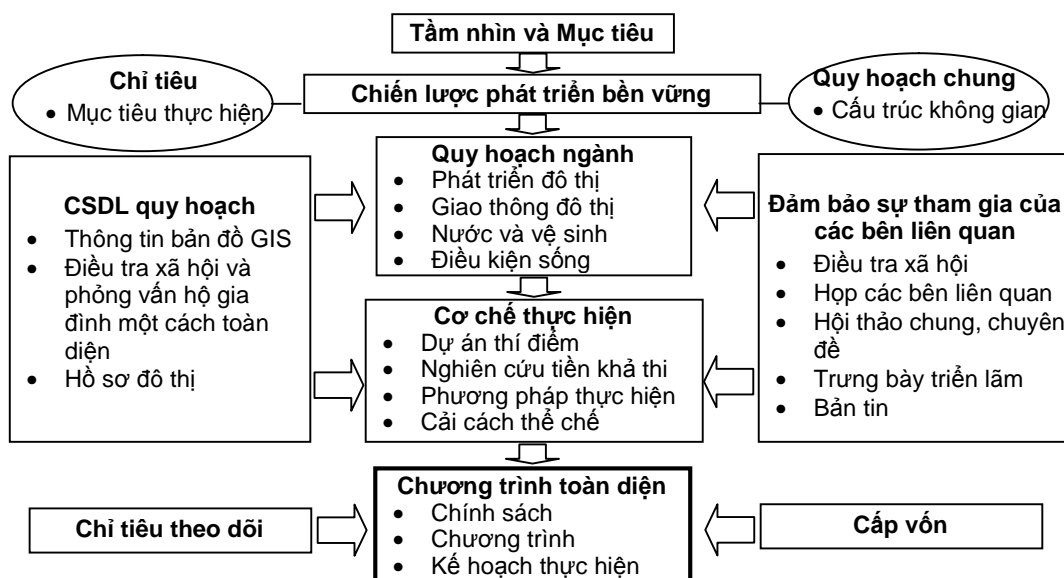 Tầm nhìn và Mục tiêu
Chỉ tiêu
• Mục tiêu thực hiện
Chiến lược phát triển bền vững
Quy hoạch chung
• Cấu trúc không gian
Quy hoạch ngành
• Phát triển đô thị
• Giao thông đô thị
• Nước và vệ sinh
• Điều kiện sống
CSDL quy hoạch
• Thông tin bản đồ GIS
• Điều tra xã hội và
phỏng vấn hộ gia
đình một cách toàn
diện
• Hồ sơ đô thị
Đảm bảo sự tham gia của
các bên liên quan
• Điều tra xã hội
• Họp các bên liên quan
• Hội thảo chung, chuyên
đề
• Trưng bày triển lãm
• Bản tin
Cơ chế thực hiện
• Dự án thí điểm
• Nghiên cứu tiền khả thi
• Phương pháp thực hiện
• Cải cách thể chế
Chương trình toàn diện
• Chính sách
• Chương trình
• Kế hoạch thực hiện
Chỉ tiêu theo dõi
Cấp vốn